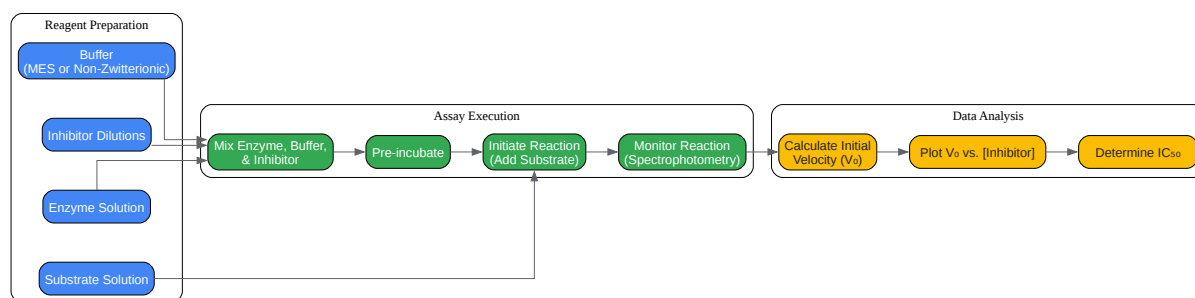 Reagent Preparation
Buffer
(MES or Non-Zwitterionic)
Inhibitor Dilutions
Enzyme Solution
Substrate Solution
Assay Execution
Mix Enzyme, Buffer,
& Inhibitor
Pre-incubate
Initiate Reaction
(Add Substrate)
Monitor Reaction
(Spectrophotometry)
Data Analysis
Calculate Initial
Velocity (V₀)
Plot V₀ vs. [Inhibitor]
Determine IC₅₀